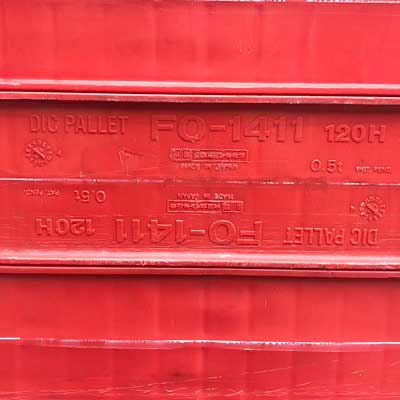 DIC PALLET FO-1411 120H
MADE IN JAPAN
0.5t PAT. PEND.
PAT. PEND. 0.5t
MADE IN JAPAN
120H FO-1411 DIC PALLET